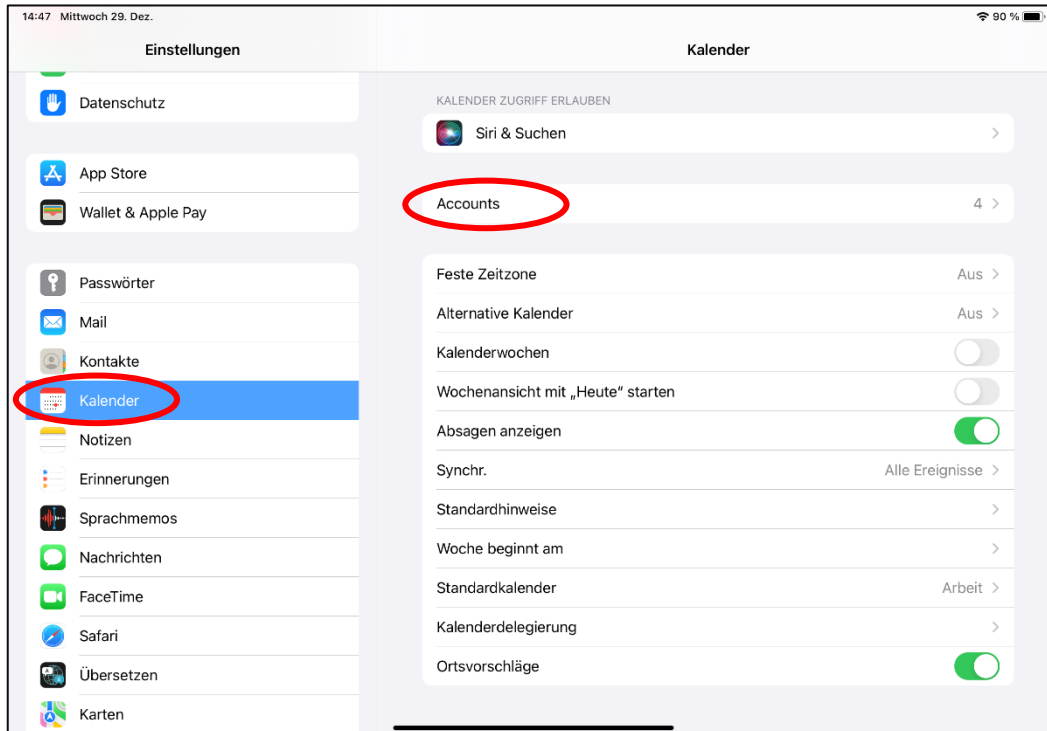 14:47 Mittwoch 29. Dez.
90 %
Einstellungen
Kalender
Datenschutz
App Store
Wallet & Apple Pay
Passwörter
Mail
Kontakte
Kalender
Notizen
Erinnerungen
Sprachmemos
Nachrichten
FaceTime
Safari
Übersetzen
Karten
KALENDER ZUGRIFF ERLAUBEN
Siri & Suchen
Accounts 4
Feste Zeitzone Aus
Alternative Kalender Aus
Kalenderwochen
Wochenansicht mit „Heute“ starten
Absagen anzeigen
Synchr. Alle Ereignisse
Standardhinweise
Woche beginnt am
Standardkalender Arbeit
Kalenderdelegierung
Ortsvorschläge